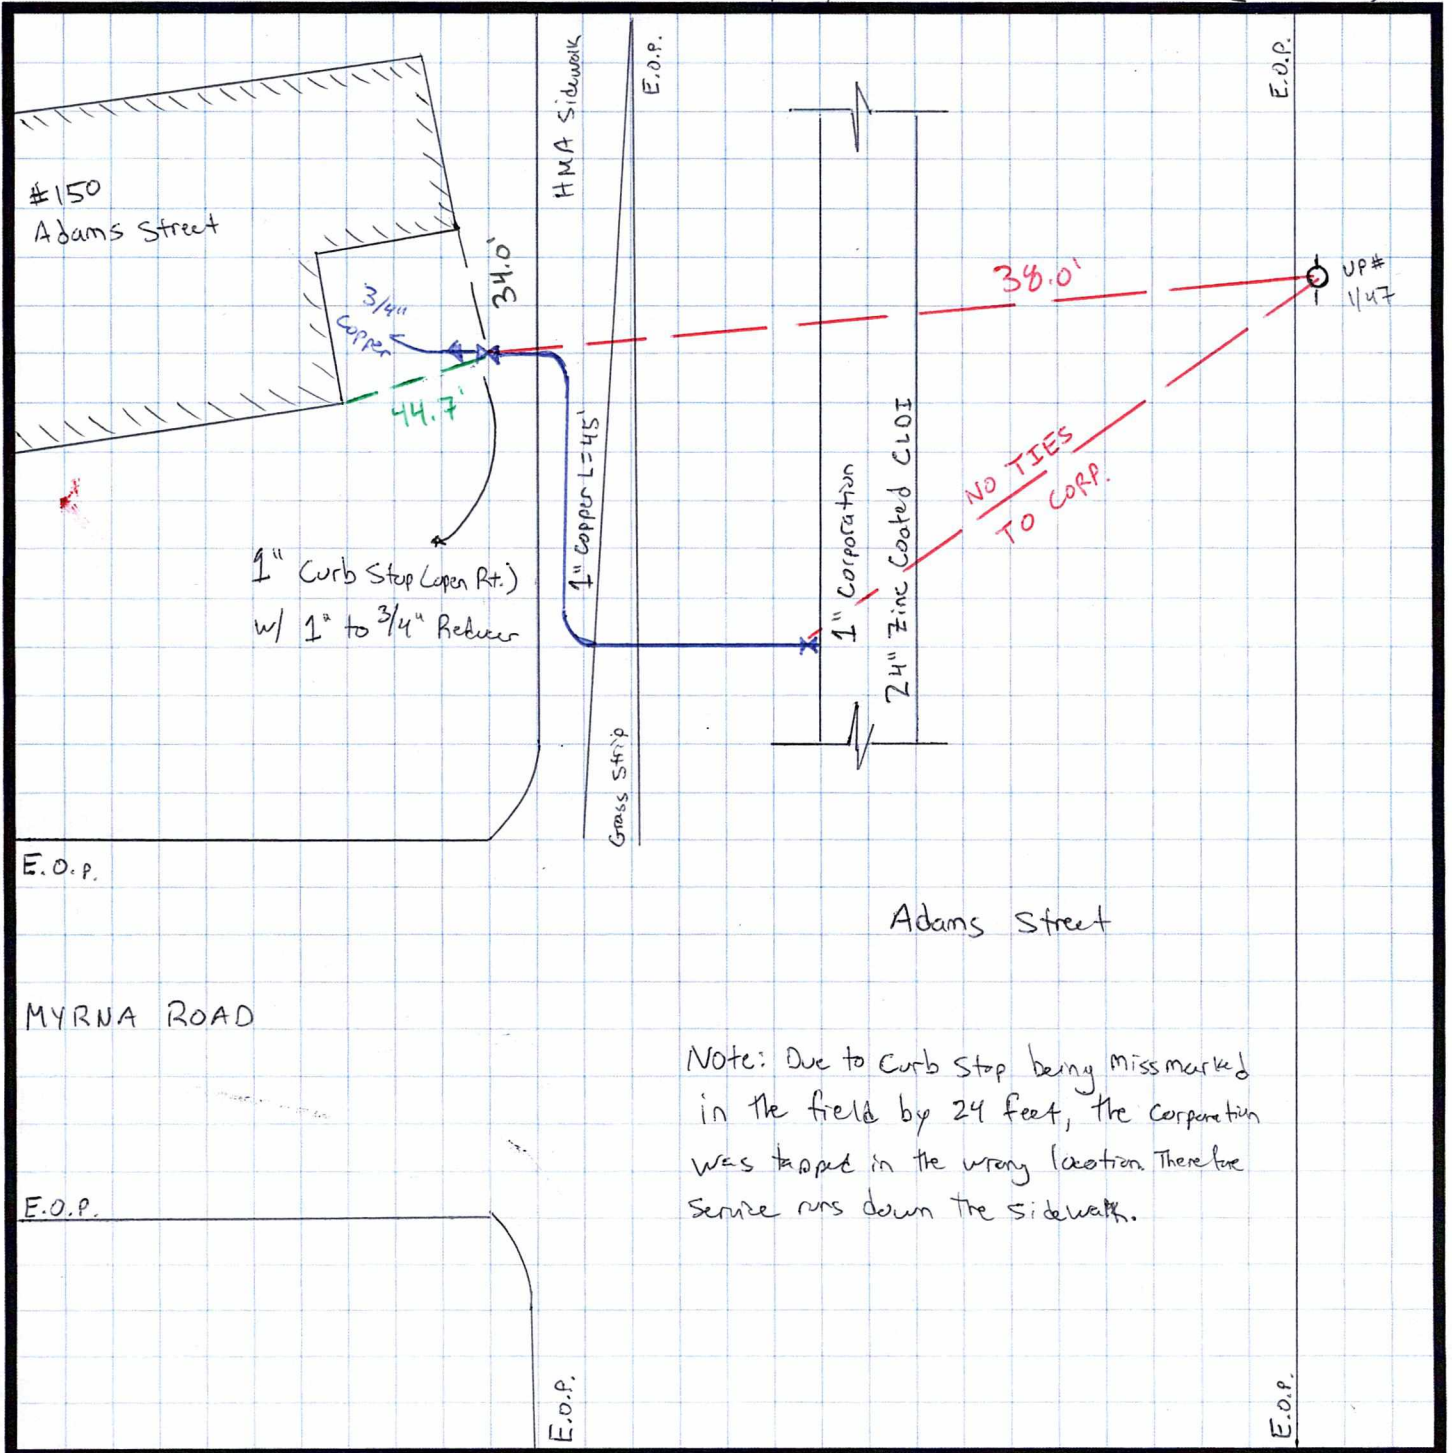 HMA Sidewalk
E.O.P.
E.O.P.
#150
Adams Street
34.0'
38.0'
UP#
1/47
3/4"
Copper
44.7'
1" Copper L=45'
1" Corporation
24" Zinc Coated CLDI
NO TIES
TO CORP.
1" Curb Stop (open Rt.)
w/ 1" to 3/4" Reducer
Grass Strip
E.O.P.
Adams Street
MYRNA ROAD
Note: Due to Curb Stop being missmarked
in the field by 24 feet, the corporation
was tapped in the wrong location. Therefore
service runs down the sidewalk.
E.O.P.
E.O.P.
E.O.P.